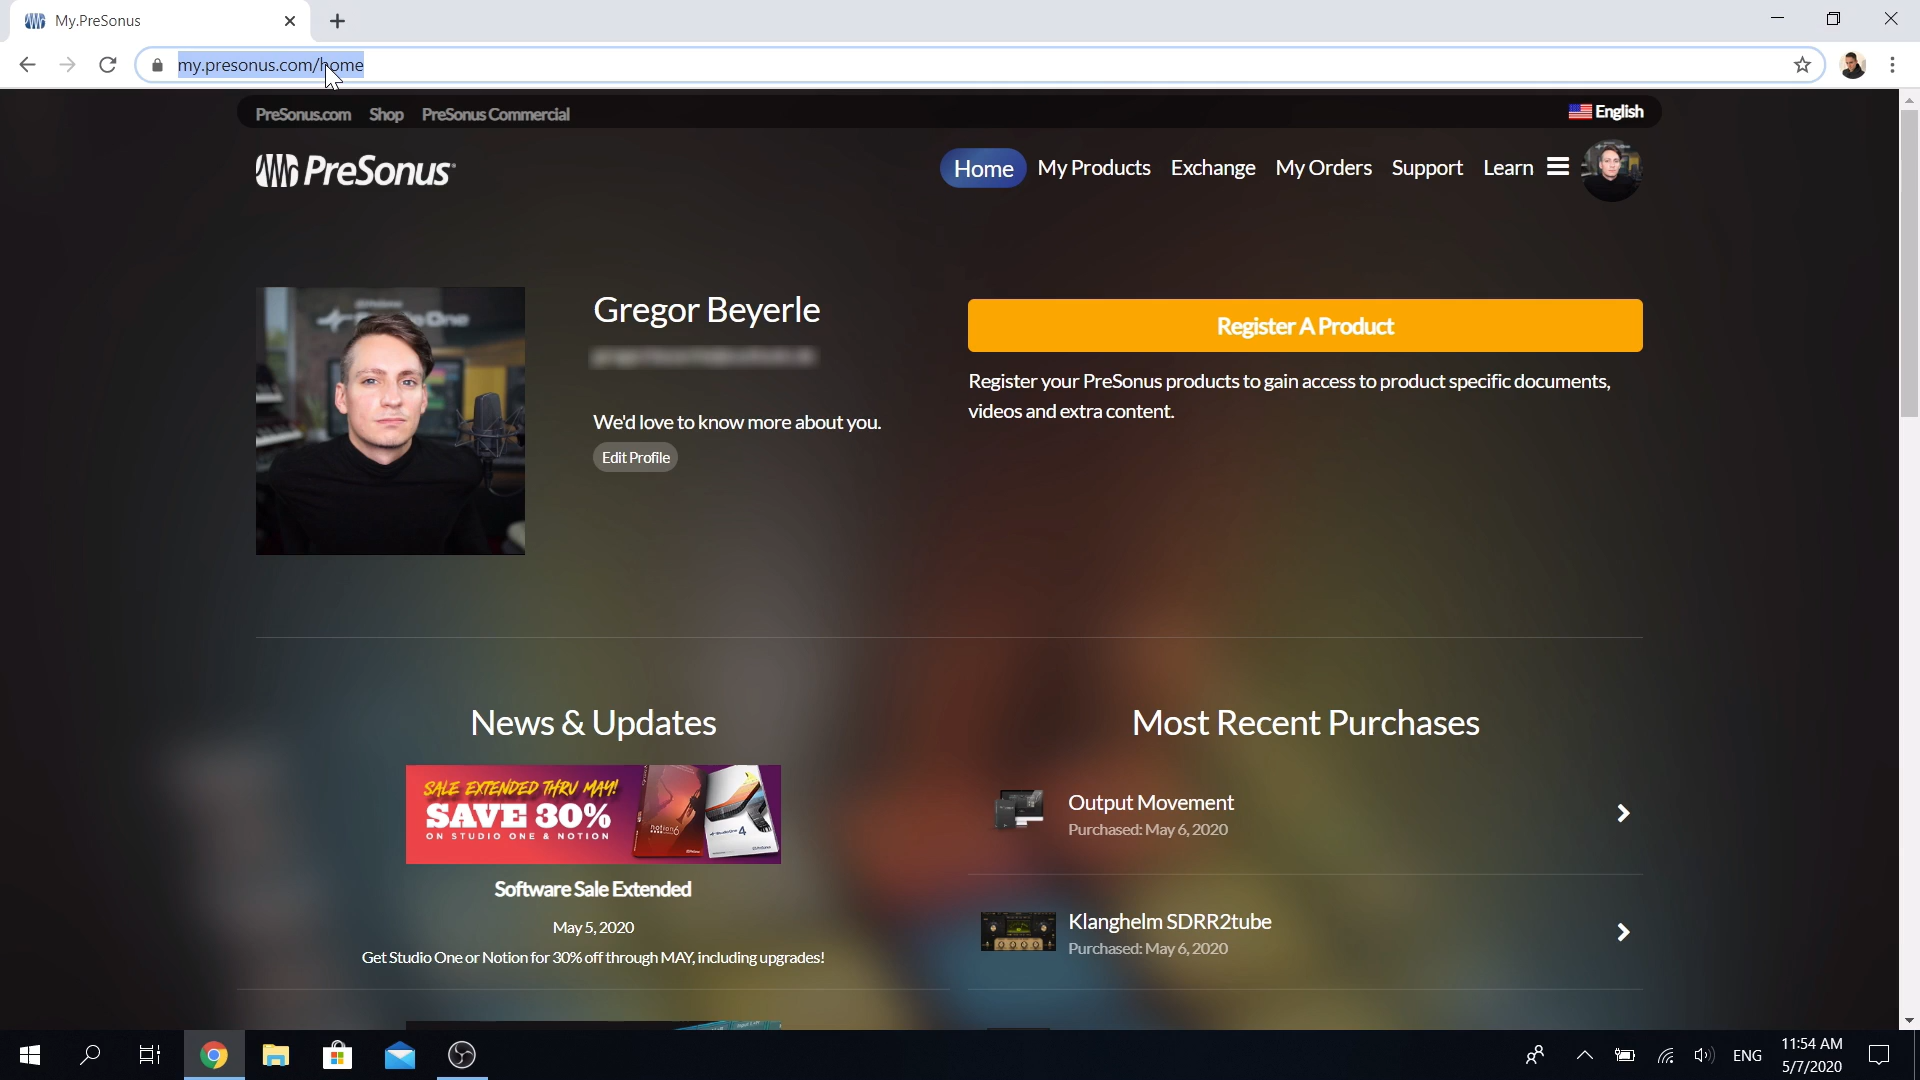 My.PreSonus
my.presonus.com/home
PreSonus.com Shop PreSonus Commercial
English
PreSonus
Home My Products Exchange My Orders Support Learn
Gregor Beyerle
Register A Product
Register your PreSonus products to gain access to product specific documents,
videos and extra content.
We'd love to know more about you.
Edit Profile
News & Updates
SALE EXTENDED THRU MAY!
SAVE 30%
ON STUDIO ONE & NOTION
notion6
StudioOne 4
Software Sale Extended
May 5, 2020
Get Studio One or Notion for 30% off through MAY, including upgrades!
Most Recent Purchases
Output Movement
Purchased: May 6, 2020
Klanghelm SDRR2tube
Purchased: May 6, 2020
ENG
11:54 AM
5/7/2020